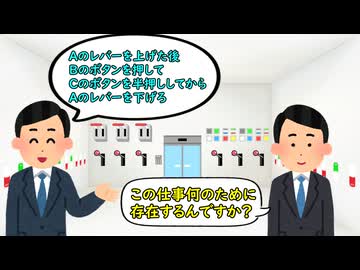 Aのレバーを上げた後
Bのボタンを押して
Cのボタンを半押ししてから
Aのレバーを下げろ
この仕事何のために
存在するんですか？